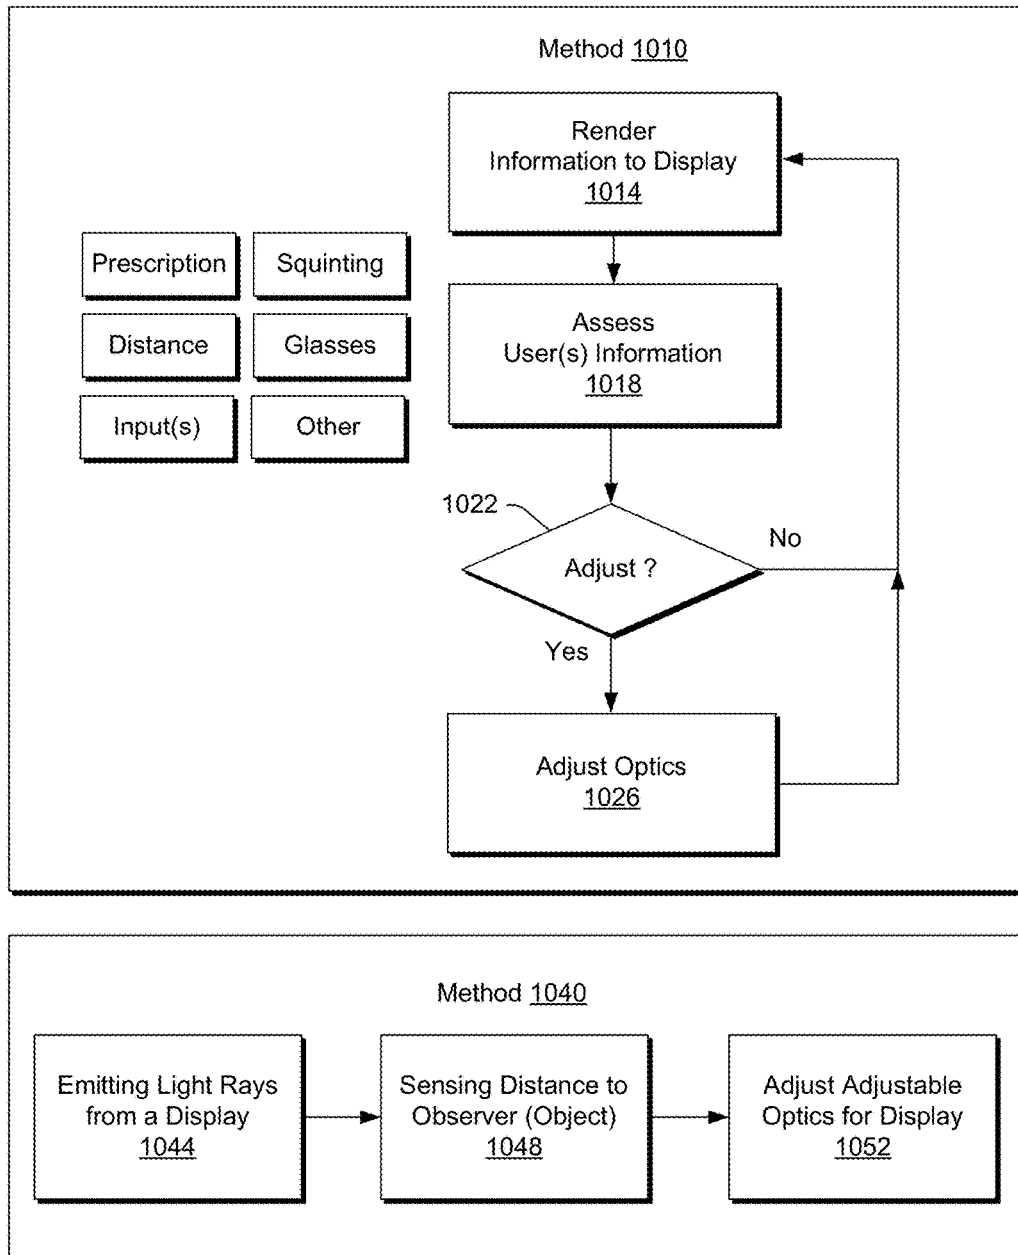 Method 1010
Render
Information to Display
1014
Prescription
Squinting
Assess
User(s) Information
1018
Distance
Glasses
Input(s)
Other
1022
Adjust ?
No
Yes
Adjust Optics
1026
Method 1040
Emitting Light Rays
from a Display
1044
Sensing Distance to
Observer (Object)
1048
Adjust Adjustable
Optics for Display
1052